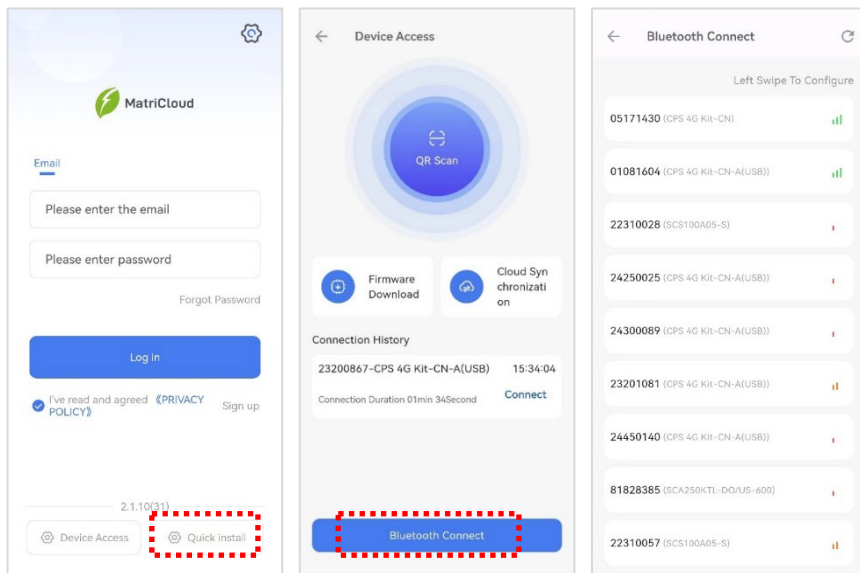 MatriCloud
Email
Please enter the email
Please enter password
Forgot Password
Log in
I've read and agreed 《PRIVACY
POLICY》
Sign up
2.1.10(31)
Device Access
Quick install
Device Access
QR Scan
Firmware
Download
Cloud Syn
chronizati
on
Connection History
23200867-CPS 4G Kit-CN-A(USB) 15:34:04
Connection Duration 01min 34Second Connect
Bluetooth Connect
Bluetooth Connect
Left Swipe To Configure
05171430 (CPS 4G Kit-CN)
01081604 (CPS 4G Kit-CN-A(USB))
22310028 (SCS100A05-S)
24250025 (CPS 4G Kit-CN-A(USB))
24300089 (CPS 4G Kit-CN-A(USB))
23201081 (CPS 4G Kit-CN-A(USB))
24450140 (CPS 4G Kit-CN-A(USB))
81828385 (SCA250KTL-DO/US-600)
22310057 (SCS100A05-S)